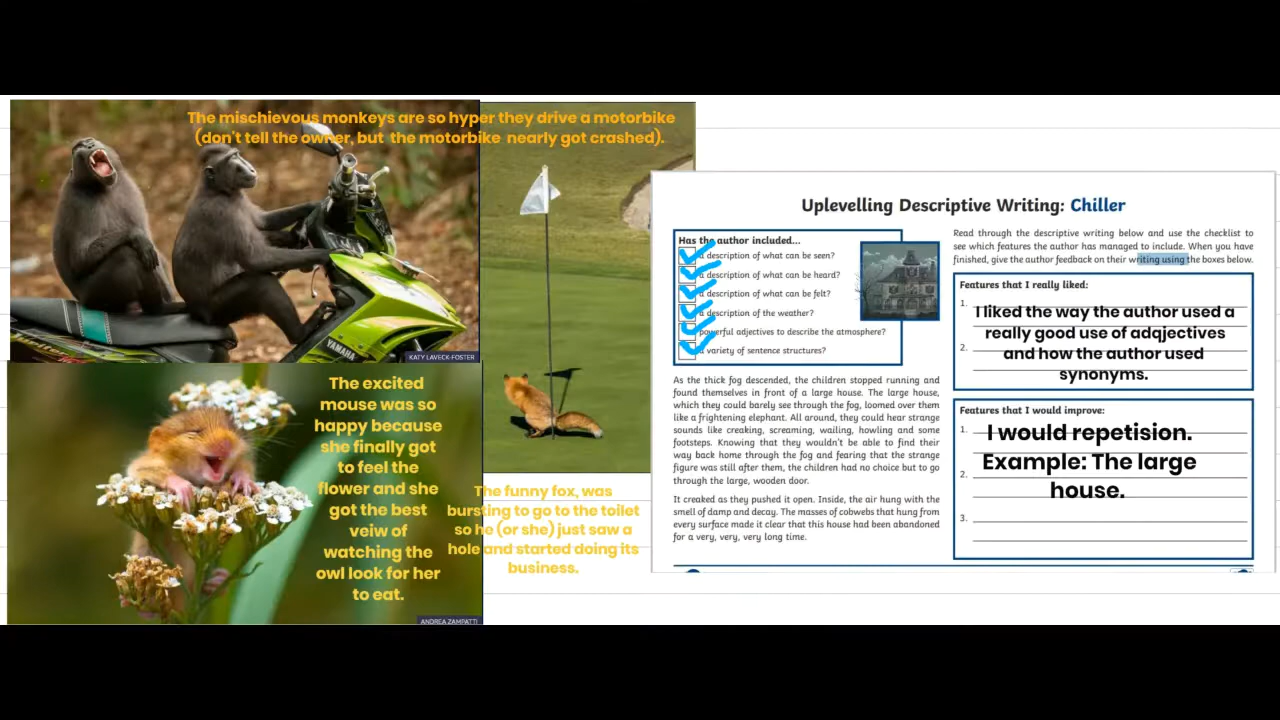 The mischievous monkeys are so hyper they drive a motorbike
(don't tell the owner, but the motorbike nearly got crashed).
YAMAHA
KATY LAVECK-FOSTER
The excited
mouse was so
happy because
she finally got
to feel the
flower and she
got the best
veiw of
watching the
owl look for her
to eat.
ANDREA ZAMPATTI
The funny fox, was
bursting to go to the toilet
so he (or she) just saw a
hole and started doing its
business.
Uplevelling Descriptive Writing: Chiller
Has the author included...
a description of what can be seen?
a description of what can be heard?
a description of what can be felt?
a description of the weather?
powerful adjectives to describe the atmosphere?
a variety of sentence structures?
Read through the descriptive writing below and use the checklist to
see which features the author has managed to include. When you have
finished, give the author feedback on their writing using the boxes below.
Features that I really liked:
1.
2.
I liked the way the author used a
really good use of adqjectives
and how the author used
synonyms.
Features that I would improve:
1.
2.
3.
I would repetision.
Example: The large
house.
As the thick fog descended, the children stopped running and
found themselves in front of a large house. The large house,
which they could barely see through the fog, loomed over them
like a frightening elephant. All around, they could hear strange
sounds like creaking, screaming, wailing, howling and some
footsteps. Knowing that they wouldn't be able to find their
way back home through the fog and fearing that the strange
figure was still after them, the children had no choice but to go
through the large, wooden door.
It creaked as they pushed it open. Inside, the air hung with the
smell of damp and decay. The masses of cobwebs that hung from
every surface made it clear that this house had been abandoned
for a very, very, very long time.